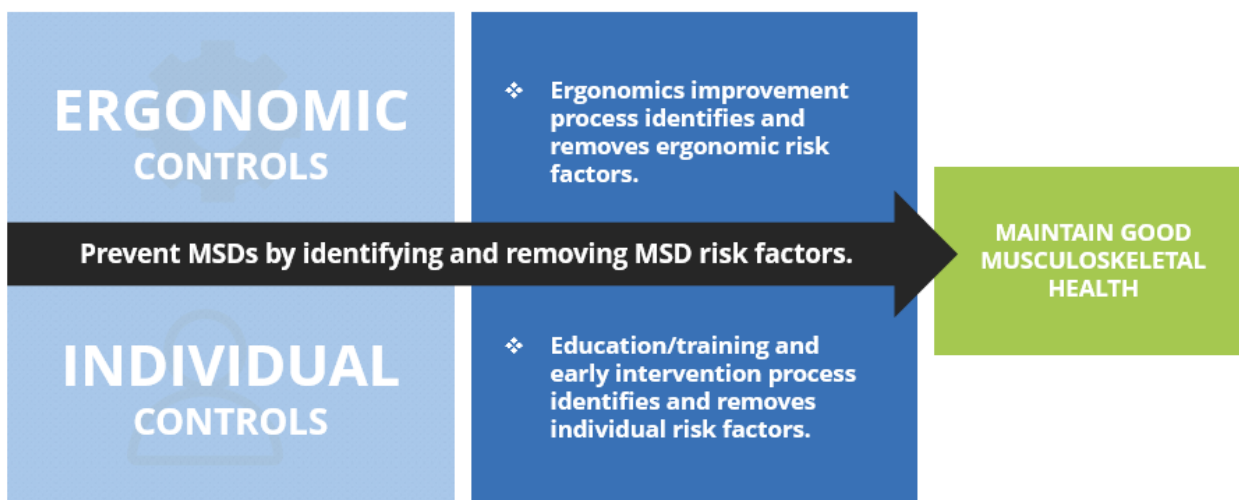 ERGONOMIC
CONTROLS
❖ Ergonomics improvement
process identifies and
removes ergonomic risk
factors.
Prevent MSDs by identifying and removing MSD risk factors.
INDIVIDUAL
CONTROLS
❖ Education/training and
early intervention process
identifies and removes
individual risk factors.
MAINTAIN GOOD
MUSCULOSKELETAL
HEALTH